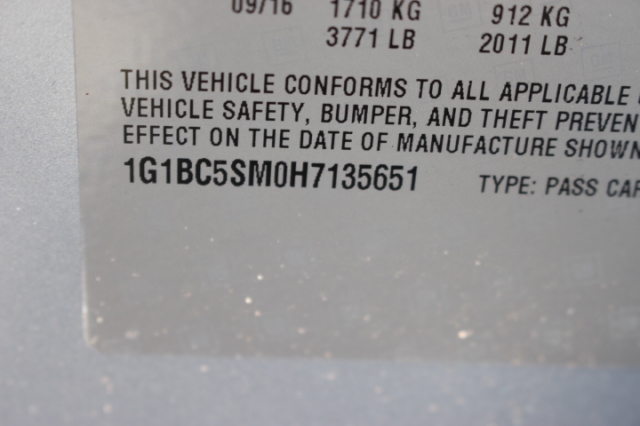 09/16 1710 KG 912 KG
3771 LB 2011 LB
THIS VEHICLE CONFORMS TO ALL APPLICABLE
VEHICLE SAFETY, BUMPER, AND THEFT PREVEN
EFFECT ON THE DATE OF MANUFACTURE SHOWN
1G1BC5SM0H7135651 TYPE: PASS CAR